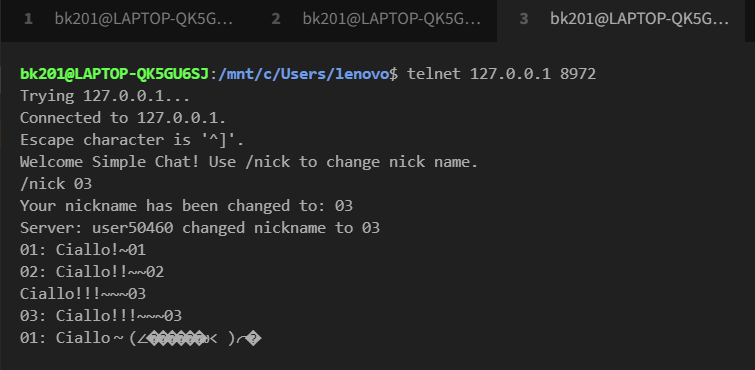 1 bk201@LAPTOP-QK5G... 2 bk201@LAPTOP-QK5G... 3 bk201@LAPTOP-QK5G...
bk201@LAPTOP-QK5GU6SJ:/mnt/c/Users/lenovo$ telnet 127.0.0.1 8972
Trying 127.0.0.1...
Connected to 127.0.0.1.
Escape character is '^]'.
Welcome Simple Chat! Use /nick to change nick name.
/nick 03
Your nickname has been changed to: 03
Server: user50460 changed nickname to 03
01: Ciallo!~01
02: Ciallo!!~~02
Ciallo!!!~~~03
03: Ciallo!!!~~~03
01: Ciallo～(∠������ω< )⌒�